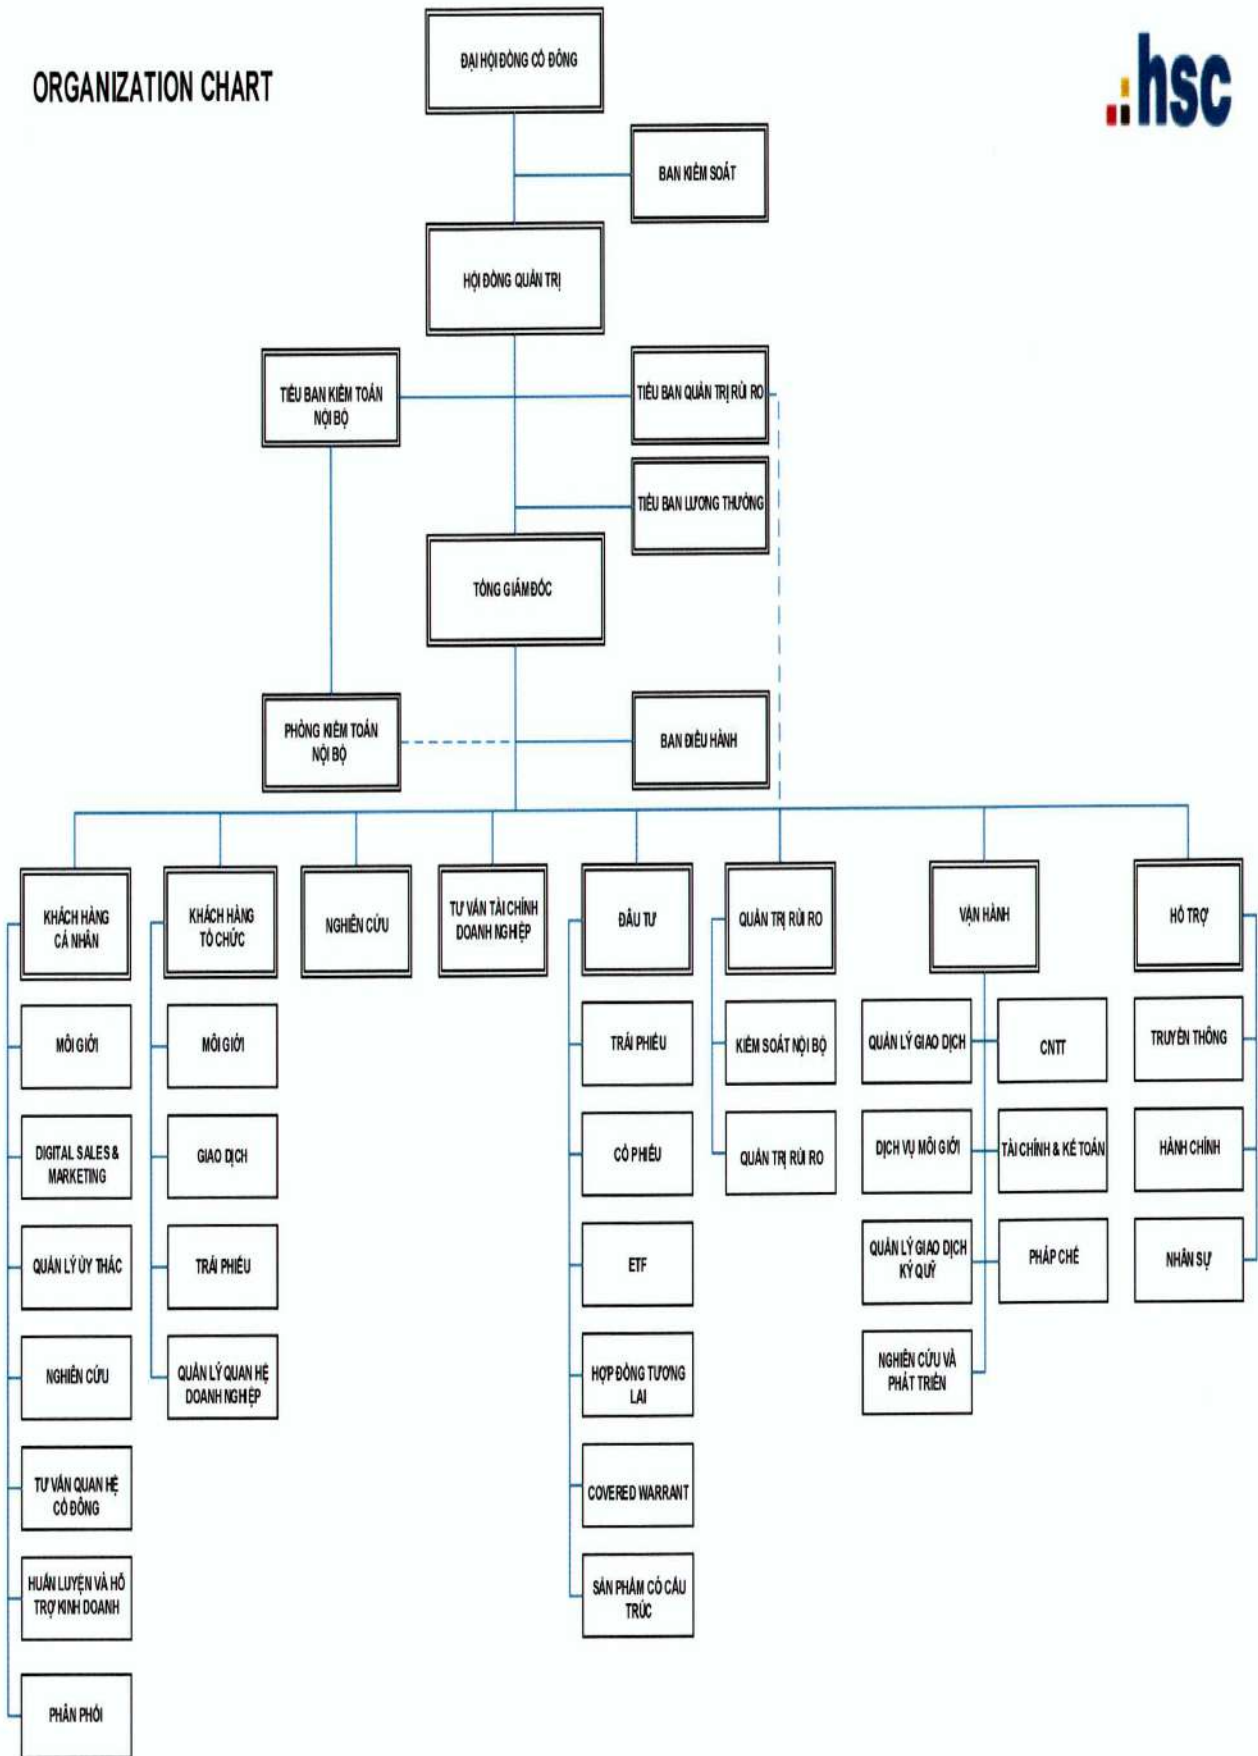 ORGANIZATION CHART
hsc
ĐẠI HỘI ĐỒNG CỔ ĐÔNG
BAN KIỂM SOÁT
HỘI ĐỒNG QUẢN TRỊ
TIỂU BAN KIỂM TOÁN
NỘI BỘ
TIỂU BAN QUẢN TRỊ RỦI RO
TIỂU BAN LƯƠNG THƯỞNG
TỔNG GIÁM ĐỐC
PHÒNG KIỂM TOÁN
NỘI BỘ
BAN ĐIỀU HÀNH
KHÁCH HÀNG
CÁ NHÂN
KHÁCH HÀNG
TỔ CHỨC
NGHIÊN CỨU
TƯ VẤN TÀI CHÍNH
DOANH NGHIỆP
ĐẦU TƯ
QUẢN TRỊ RỦI RO
VẬN HÀNH
HỖ TRỢ
MÔI GIỚI
MÔI GIỚI
TRÁI PHIẾU
KIỂM SOÁT NỘI BỘ
QUẢN LÝ GIAO DỊCH
CNTT
TRUYỀN THÔNG
DIGITAL SALES &
MARKETING
GIAO DỊCH
CỔ PHIẾU
QUẢN TRỊ RỦI RO
DỊCH VỤ MÔI GIỚI
TÀI CHÍNH & KẾ TOÁN
HÀNH CHÍNH
QUẢN LÝ ỦY THÁC
TRÁI PHIẾU
ETF
QUẢN LÝ GIAO DỊCH
KÝ QUỸ
PHÁP CHẾ
NHÂN SỰ
NGHIÊN CỨU
QUẢN LÝ QUAN HỆ
DOANH NGHIỆP
HỢP ĐỒNG TƯƠNG
LAI
NGHIÊN CỨU VÀ
PHÁT TRIỂN
TƯ VẤN QUAN HỆ
CỔ ĐÔNG
COVERED WARRANT
HUẤN LUYỆN VÀ HỖ
TRỢ KINH DOANH
SẢN PHẨM CÓ CẤU
TRÚC
PHÂN PHỐI